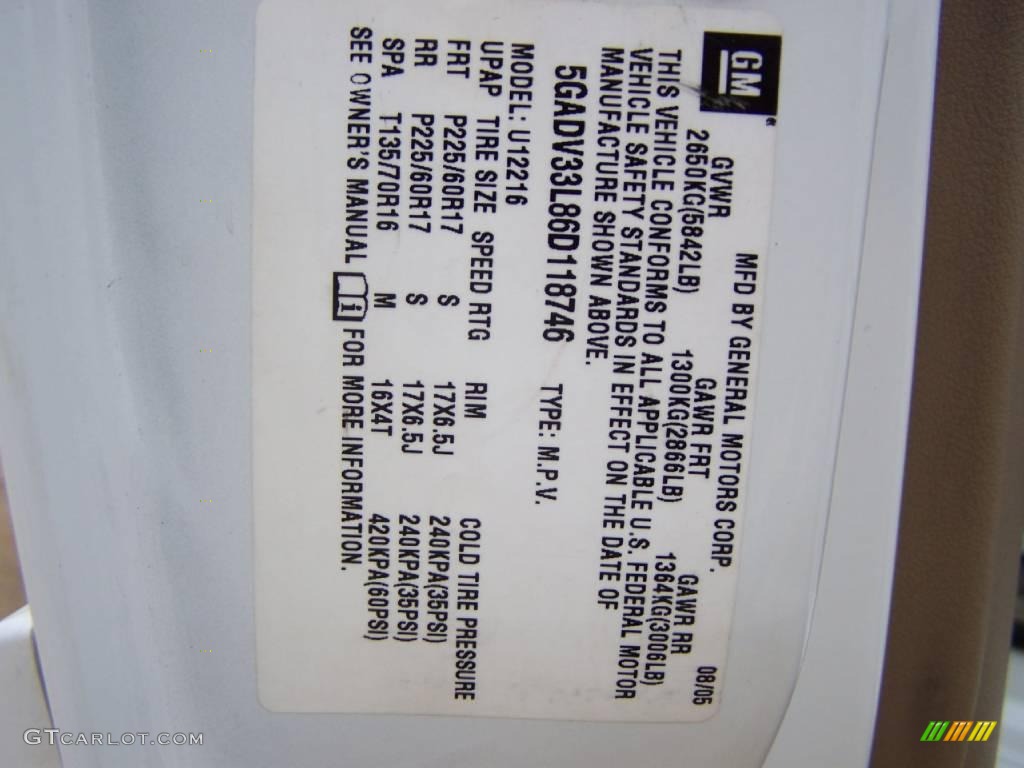 GM
MFD BY GENERAL MOTORS CORP. 08/05
GVWR GAWR FRT GAWR RR
2650KG(5842LB) 1300KG(2866LB) 1364KG(3006LB)
THIS VEHICLE CONFORMS TO ALL APPLICABLE U.S. FEDERAL MOTOR
VEHICLE SAFETY STANDARDS IN EFFECT ON THE DATE OF
MANUFACTURE SHOWN ABOVE.
5GADV33L86D118746 TYPE: M.P.V.
MODEL: U12216
UPAP TIRE SIZE SPEED RTG RIM COLD TIRE PRESSURE
FRT P225/60R17 S 17X6.5J 240KPA(35PSI)
RR P225/60R17 S 17X6.5J 240KPA(35PSI)
SPA T135/70R16 M 16X4T 420KPA(60PSI)
SEE OWNER'S MANUAL i FOR MORE INFORMATION.
GTCARLOT.COM